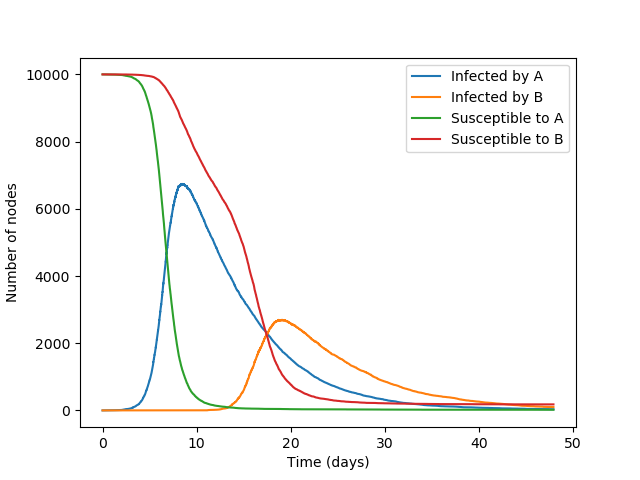 Infected by A
Infected by B
Susceptible to A
Susceptible to B
Number of nodes
10000
8000
6000
4000
2000
0
0 10 20 30 40 50
Time (days)